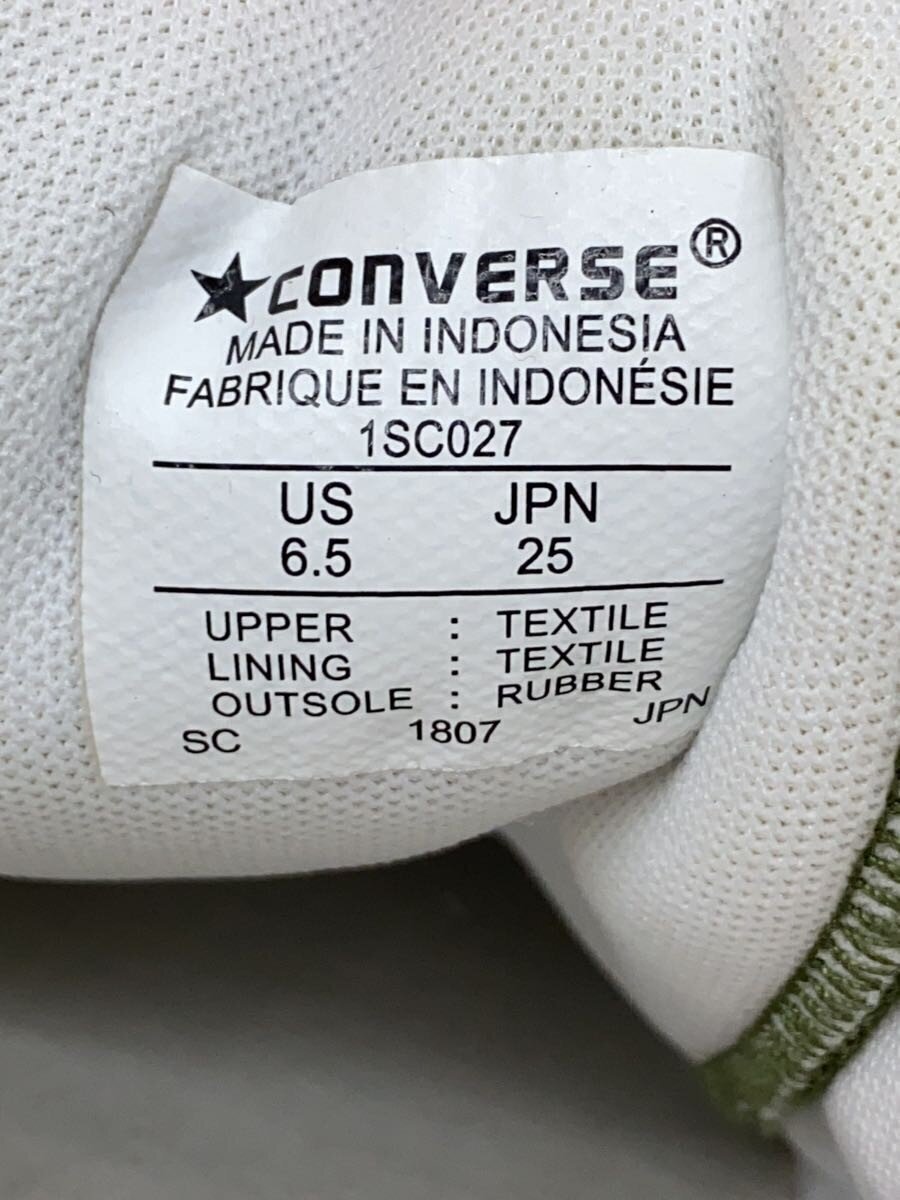 CONVERSE®
MADE IN INDONESIA
FABRIQUE EN INDONÉSIE
1SC027
US JPN
6.5 25
UPPER : TEXTILE
LINING : TEXTILE
OUTSOLE : RUBBER
SC 1807 JPN